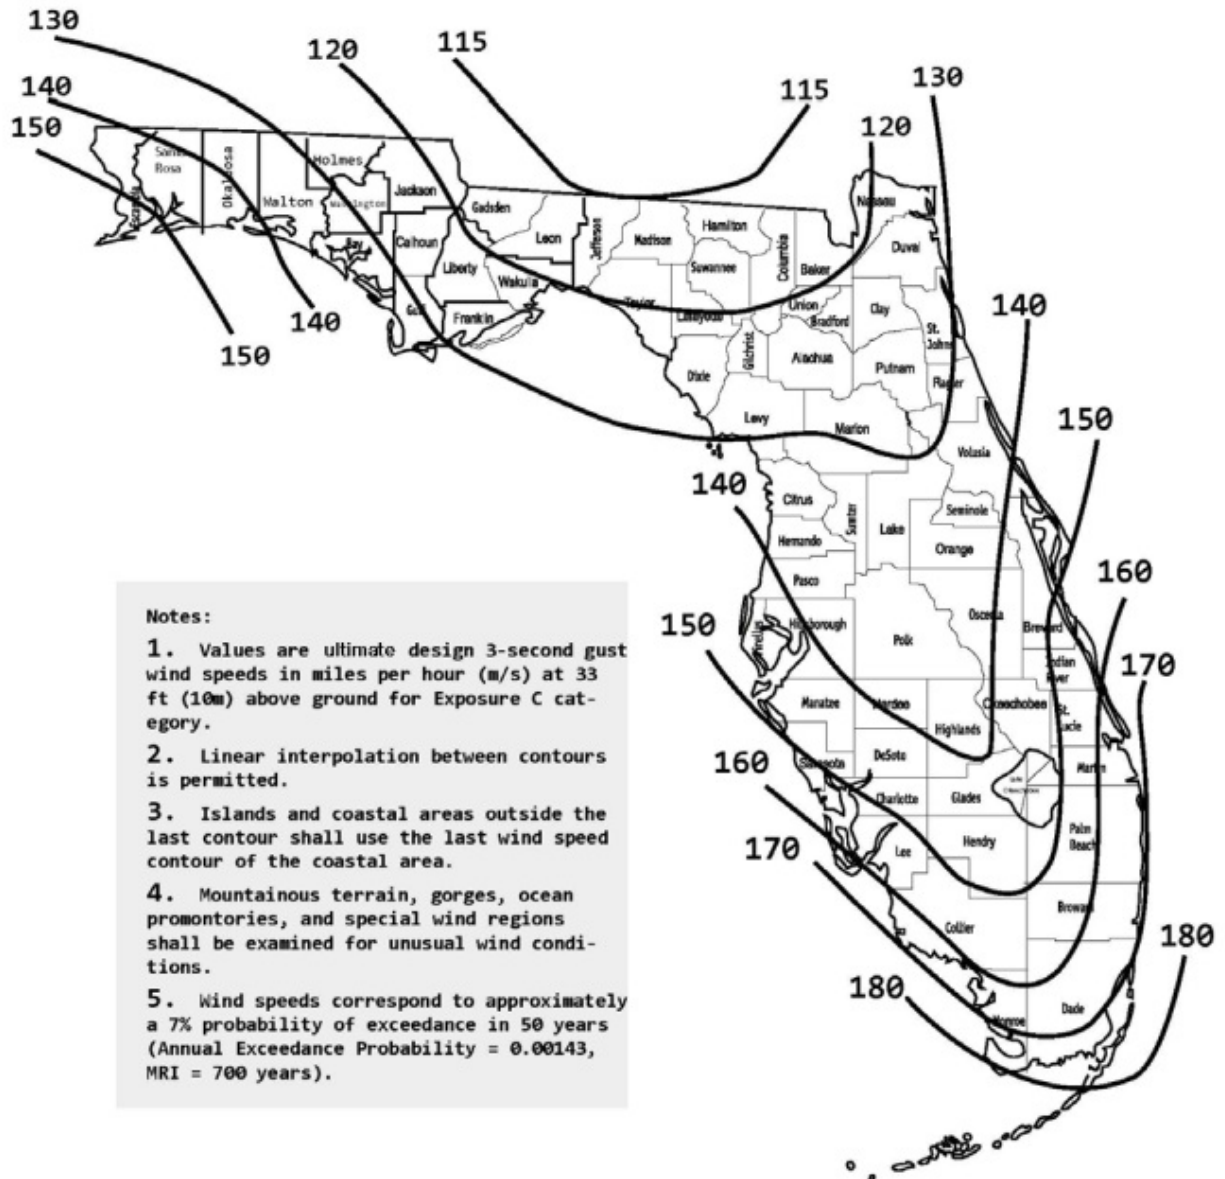 130
120
115
115
130
120
140
150
Holmes
Santa
Rosa
Okaloosa
Walton
Washington
Jackson
Escambia
Bay
Calhoun
Gadsden
Liberty
Leon
Wakulla
Gulf
Franklin
Jefferson
Madison
Hamilton
Suwannee
Columbia
Baker
Nassau
Duval
Taylor
Lafayette
Union
Bradford
Clay
St.
Johns
Dixie
Gilchrist
Alachua
Putnam
Flagler
Levy
Marion
Volusia
140
150
140
150
140
Citrus
Sumter
Lake
Seminole
Hernando
Orange
Pasco
Osceola
Brevard
160
150
Pinellas
Hillsborough
Polk
Indian
River
170
Manatee
Hardee
Highlands
Okeechobee
St.
Lucie
160
Sarasota
DeSoto
Martin
Charlotte
Glades
170
Lee
Hendry
Palm
Beach
Collier
Broward
180
180
Monroe
Dade
Notes:
1. Values are ultimate design 3-second gust
wind speeds in miles per hour (m/s) at 33
ft (10m) above ground for Exposure C cat-
egory.
2. Linear interpolation between contours
is permitted.
3. Islands and coastal areas outside the
last contour shall use the last wind speed
contour of the coastal area.
4. Mountainous terrain, gorges, ocean
promontories, and special wind regions
shall be examined for unusual wind condi-
tions.
5. Wind speeds correspond to approximately
a 7% probability of exceedance in 50 years
(Annual Exceedance Probability = 0.00143,
MRI = 700 years).